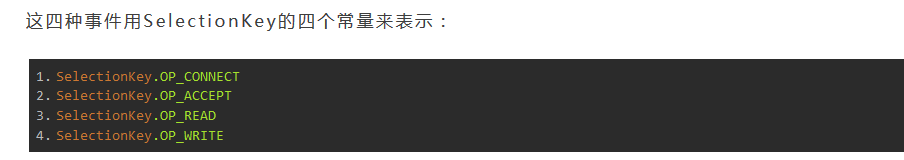 这四种事件用SelectionKey的四个常量来表示：
1. SelectionKey.OP_CONNECT
2. SelectionKey.OP_ACCEPT
3. SelectionKey.OP_READ
4. SelectionKey.OP_WRITE